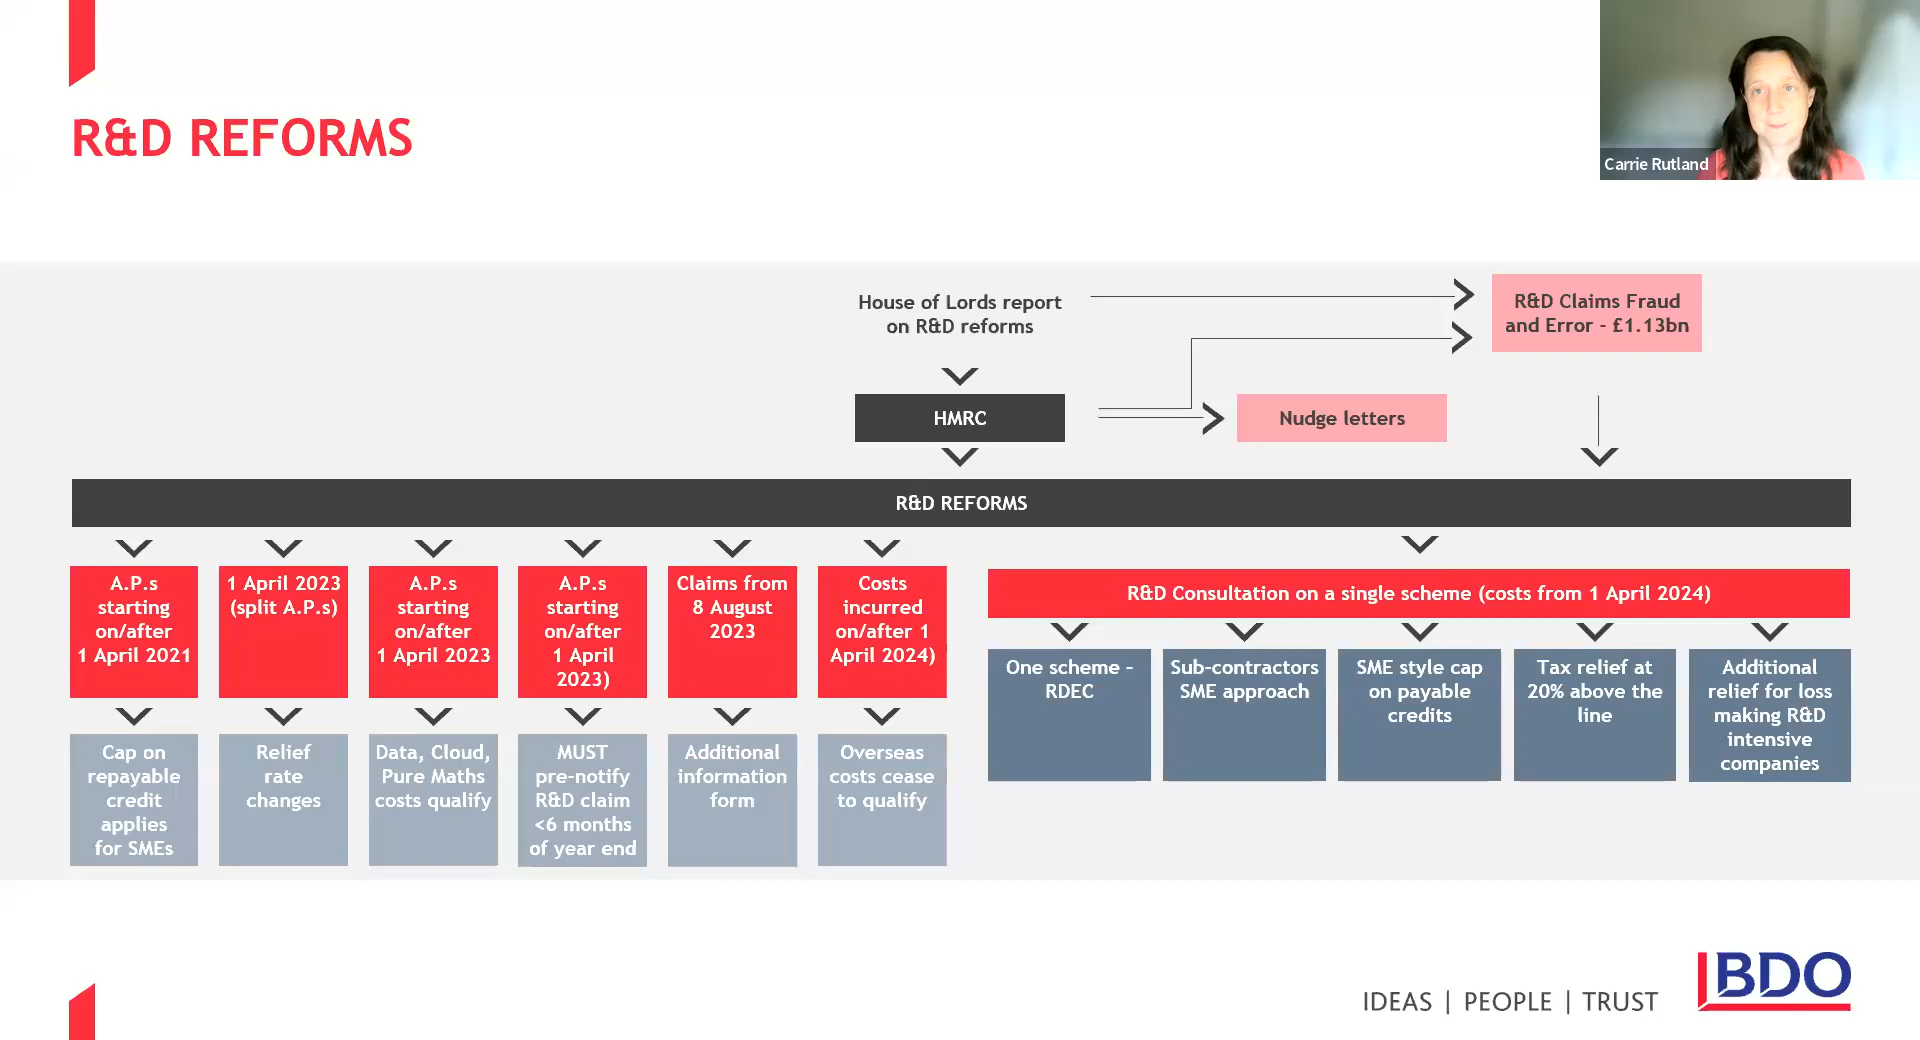 R&D REFORMS
Carrie Rutland
House of Lords report
on R&D reforms
R&D Claims Fraud
and Error - £1.13bn
HMRC
Nudge letters
R&D REFORMS
A.P.s
starting
on/after
1 April 2021
1 April 2023
(split A.P.s)
A.P.s
starting
on/after
1 April 2023
A.P.s
starting
on/after
1 April
2023)
Claims from
8 August
2023
Costs
incurred
on/after 1
April 2024)
R&D Consultation on a single scheme (costs from 1 April 2024)
Cap on
repayable
credit
applies
for SMEs
Relief
rate
changes
Data, Cloud,
Pure Maths
costs qualify
MUST
pre-notify
R&D claim
<6 months
of year end
Additional
information
form
Overseas
costs cease
to qualify
One scheme -
RDEC
Sub-contractors
SME approach
SME style cap
on payable
credits
Tax relief at
20% above the
line
Additional
relief for loss
making R&D
intensive
companies
IDEAS | PEOPLE | TRUST
BDO